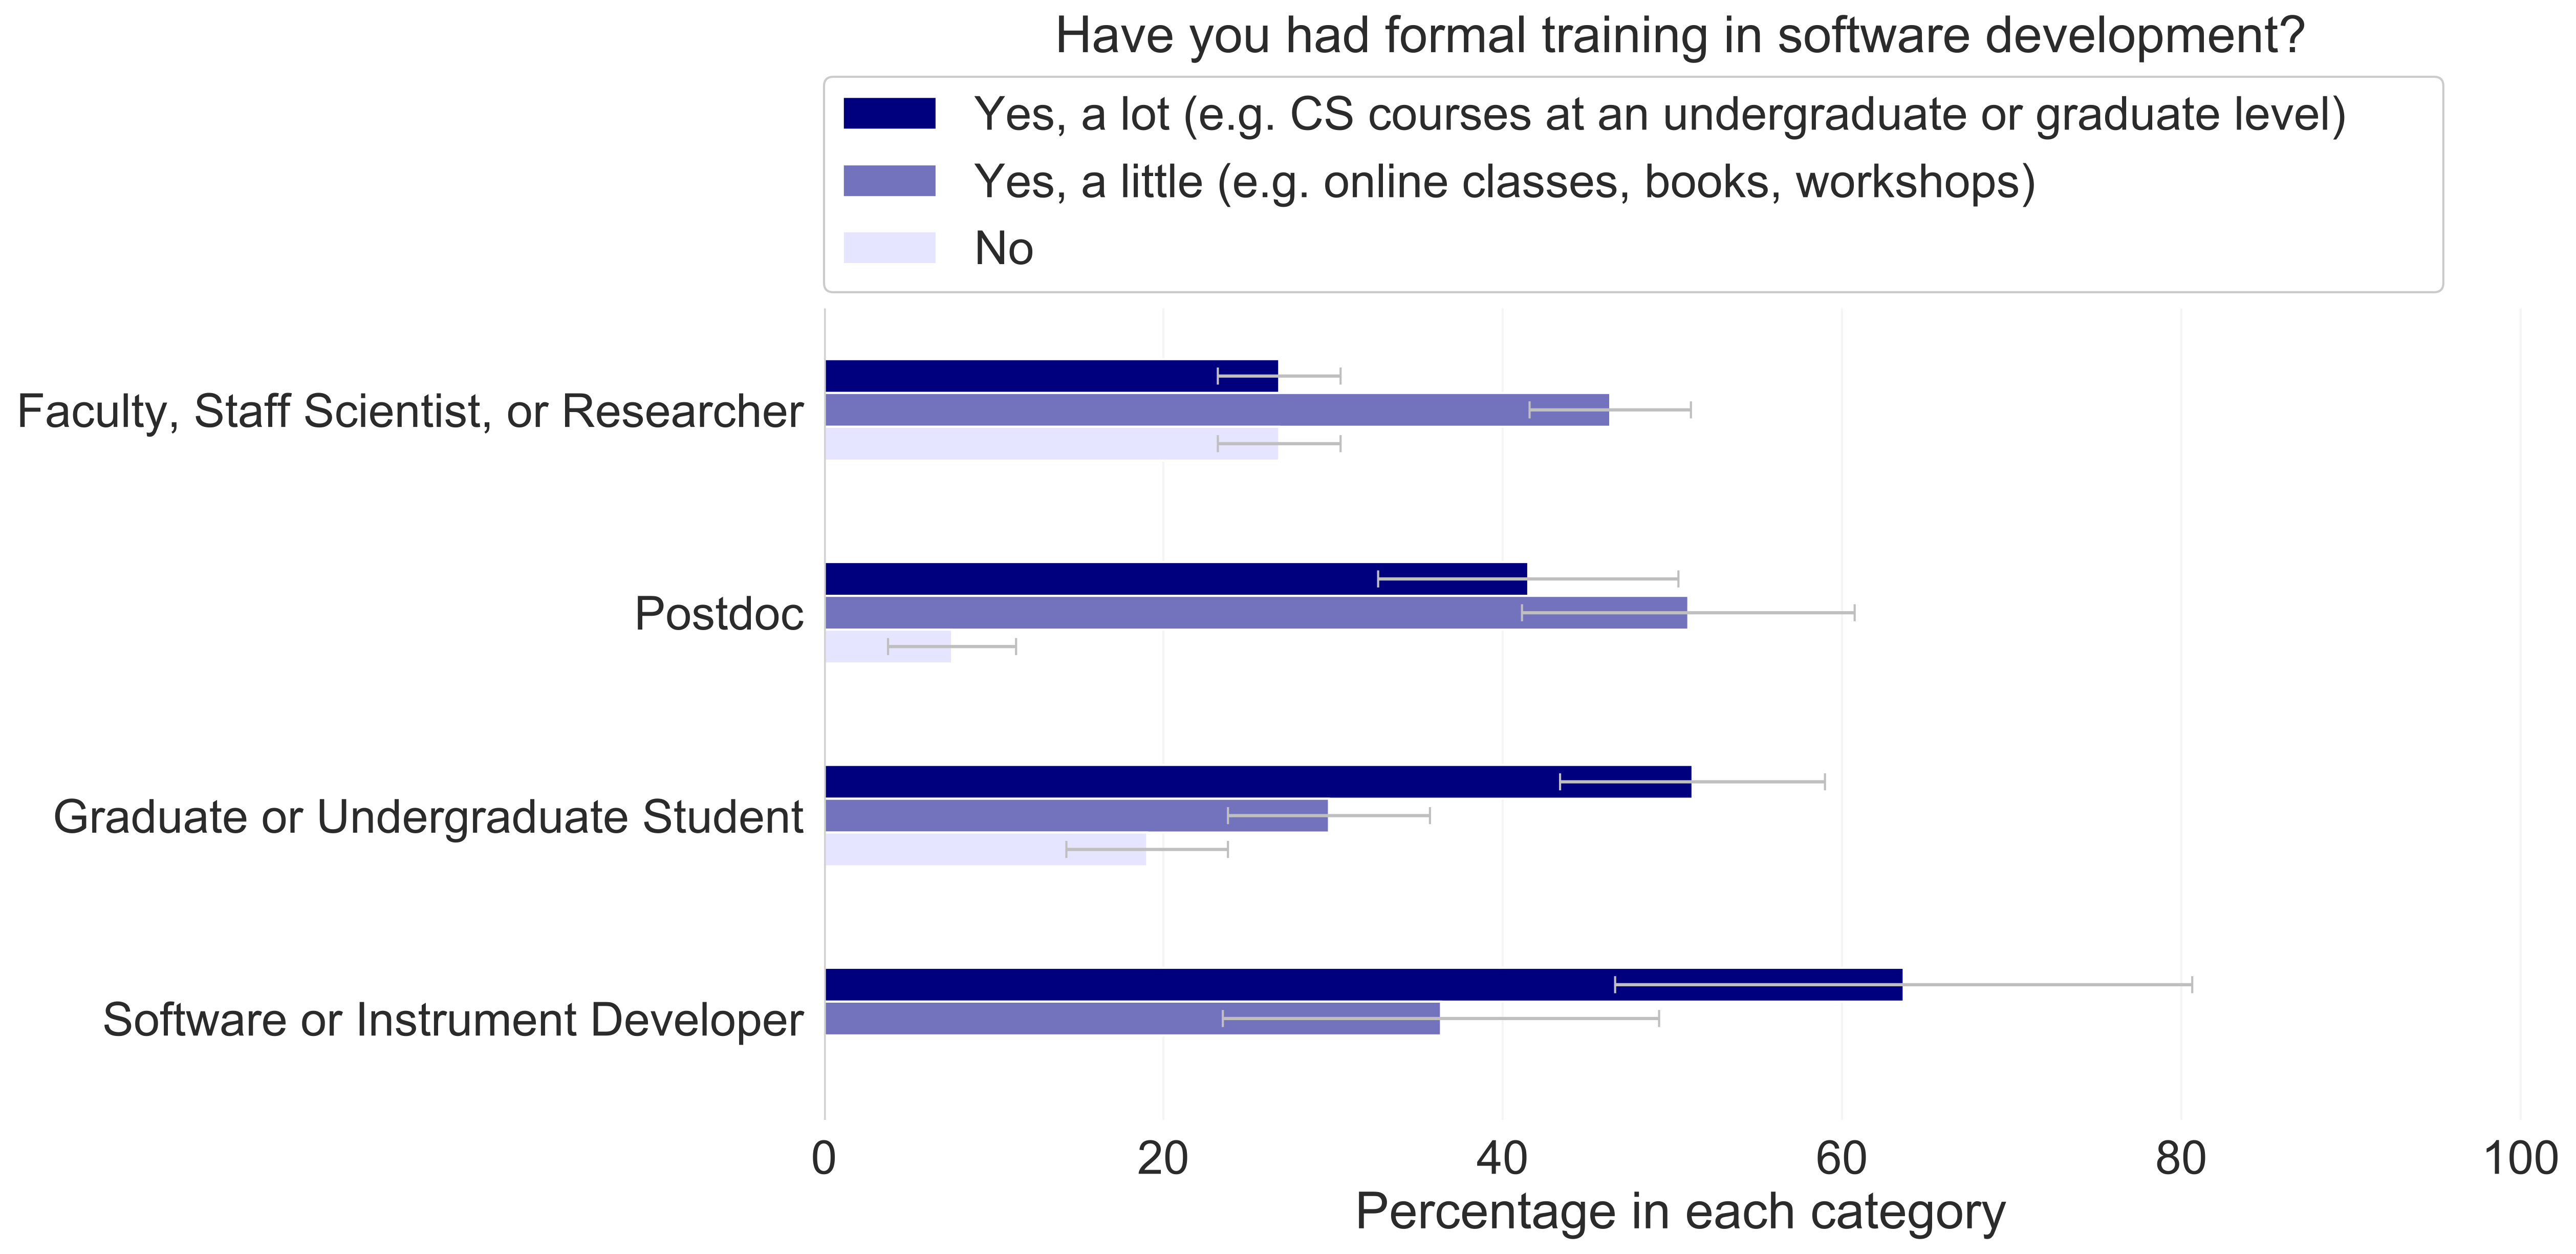 Have you had formal training in software development?
Yes, a lot (e.g. CS courses at an undergraduate or graduate level)
Yes, a little (e.g. online classes, books, workshops)
No
Faculty, Staff Scientist, or Researcher
Postdoc
Graduate or Undergraduate Student
Software or Instrument Developer
0 20 40 60 80 100
Percentage in each category